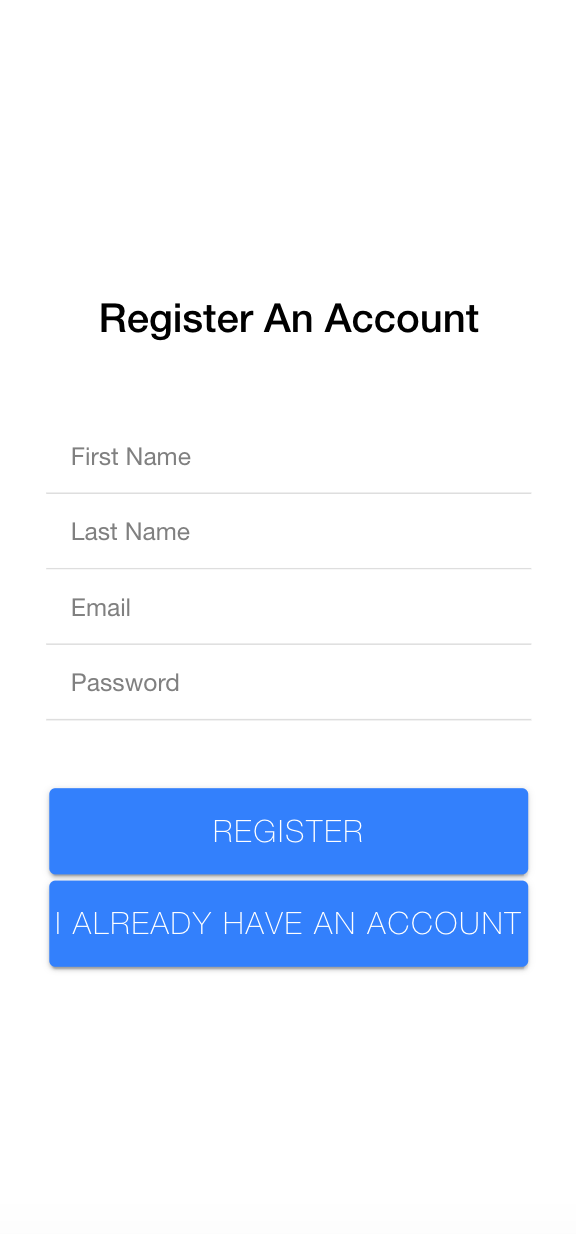 Register An Account
First Name
Last Name
Email
Password
REGISTER
I ALREADY HAVE AN ACCOUNT